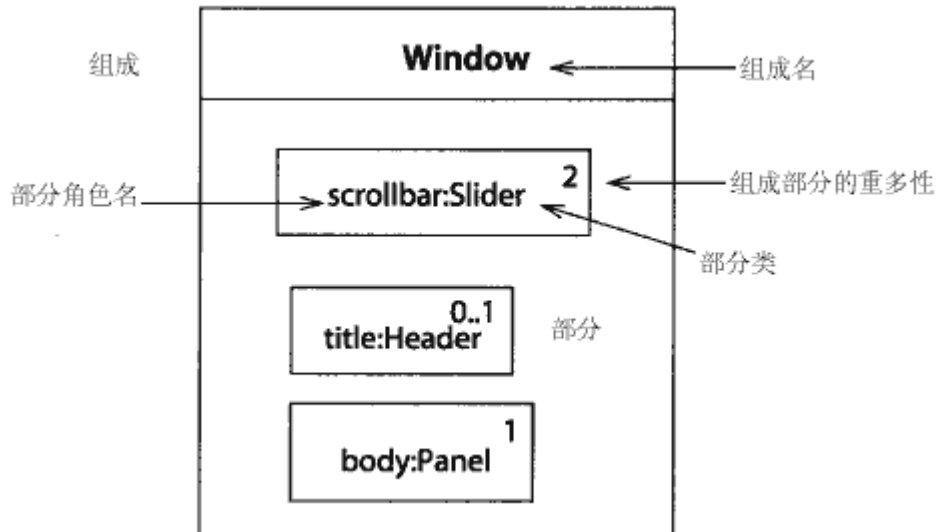 组成
Window
组成名
2
组成部分的重多性
部分角色名
scrollbar:Slider
部分类
0..1
title:Header
部分
1
body:Panel